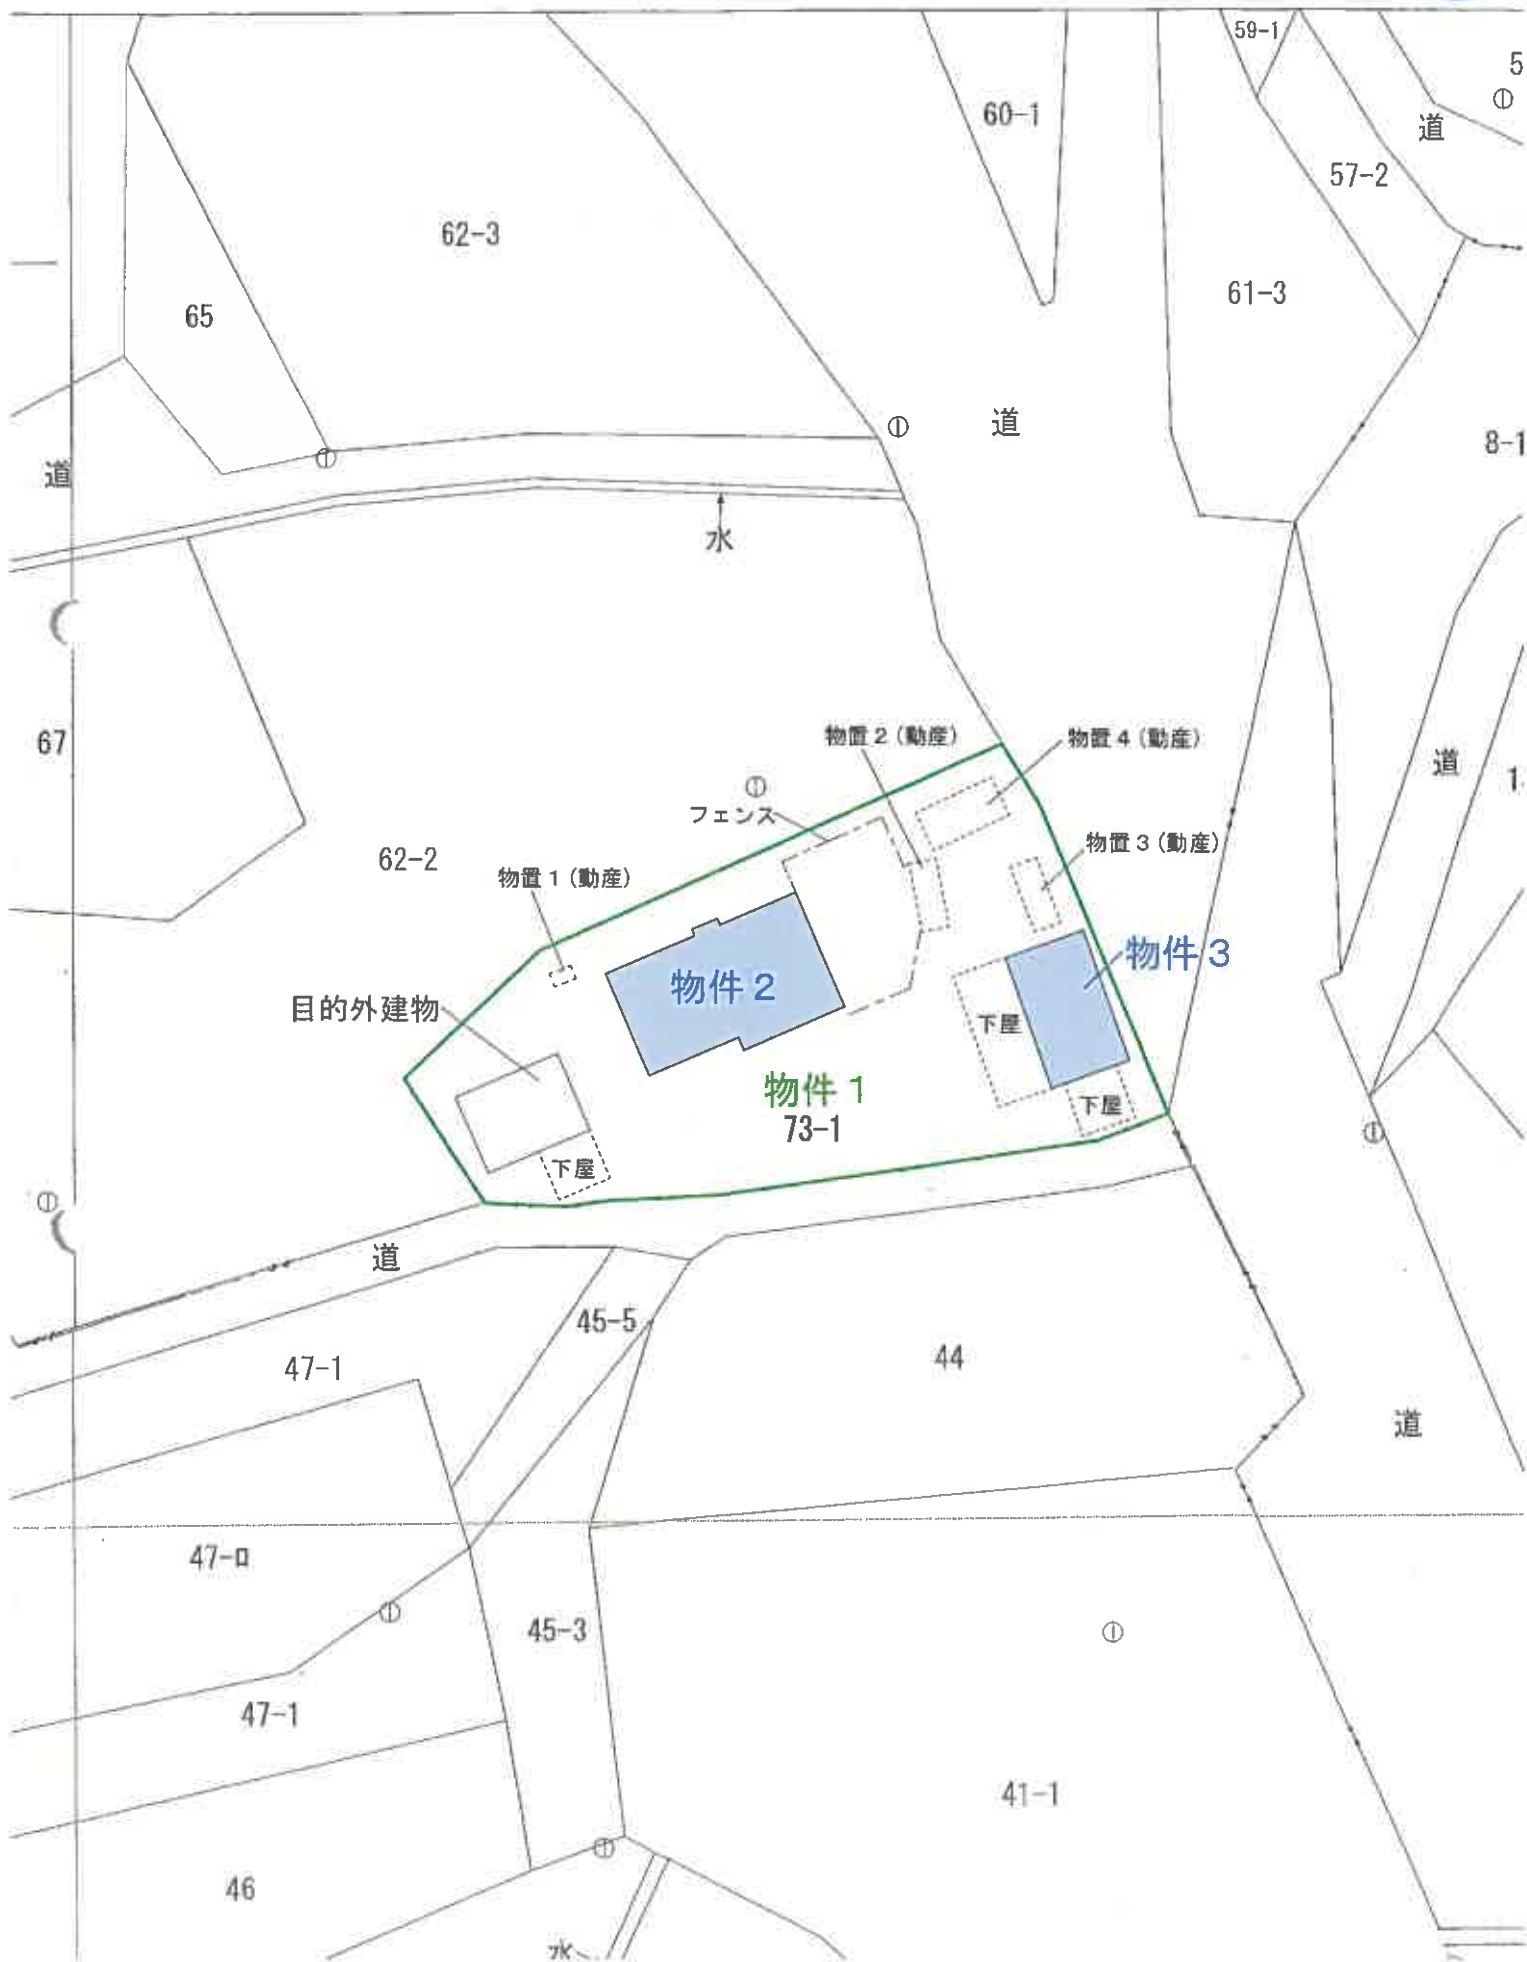 59-1
5
60-1
道
57-2
62-3
61-3
65
道
8-1
道
水
67
物置２（動産）
物置４（動産）
道
1
フェンス
物置３（動産）
62-2
物置１（動産）
物件３
物件２
目的外建物
下屋
物件１
下屋
73-1
下屋
道
45-5
44
47-1
道
47-ロ
45-3
47-1
41-1
46
水